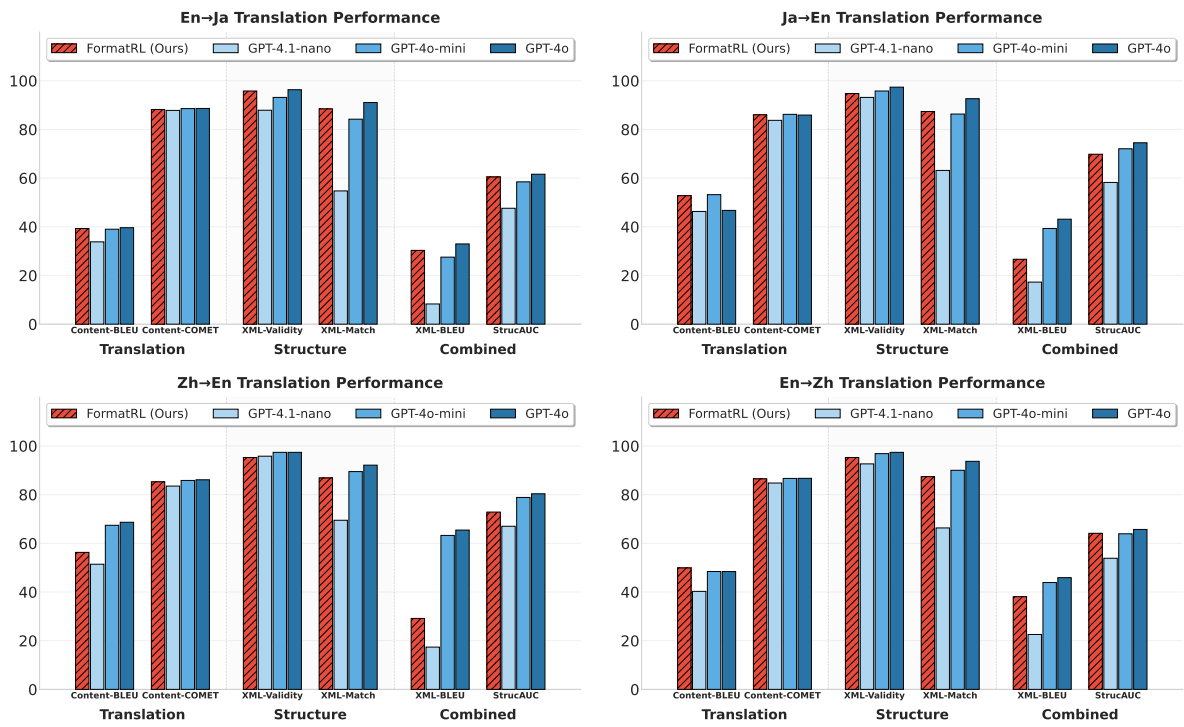 En→Ja Translation Performance
FormatRL (Ours) GPT-4.1-nano GPT-4o-mini GPT-4o
100
80
60
40
20
0
Content-BLEU Content-COMET XML-Validity XML-Match XML-BLEU StrucAUC
Translation Structure Combined
Ja→En Translation Performance
FormatRL (Ours) GPT-4.1-nano GPT-4o-mini GPT-4o
100
80
60
40
20
0
Content-BLEU Content-COMET XML-Validity XML-Match XML-BLEU StrucAUC
Translation Structure Combined
Zh→En Translation Performance
FormatRL (Ours) GPT-4.1-nano GPT-4o-mini GPT-4o
100
80
60
40
20
0
Content-BLEU Content-COMET XML-Validity XML-Match XML-BLEU StrucAUC
Translation Structure Combined
En→Zh Translation Performance
FormatRL (Ours) GPT-4.1-nano GPT-4o-mini GPT-4o
100
80
60
40
20
0
Content-BLEU Content-COMET XML-Validity XML-Match XML-BLEU StrucAUC
Translation Structure Combined